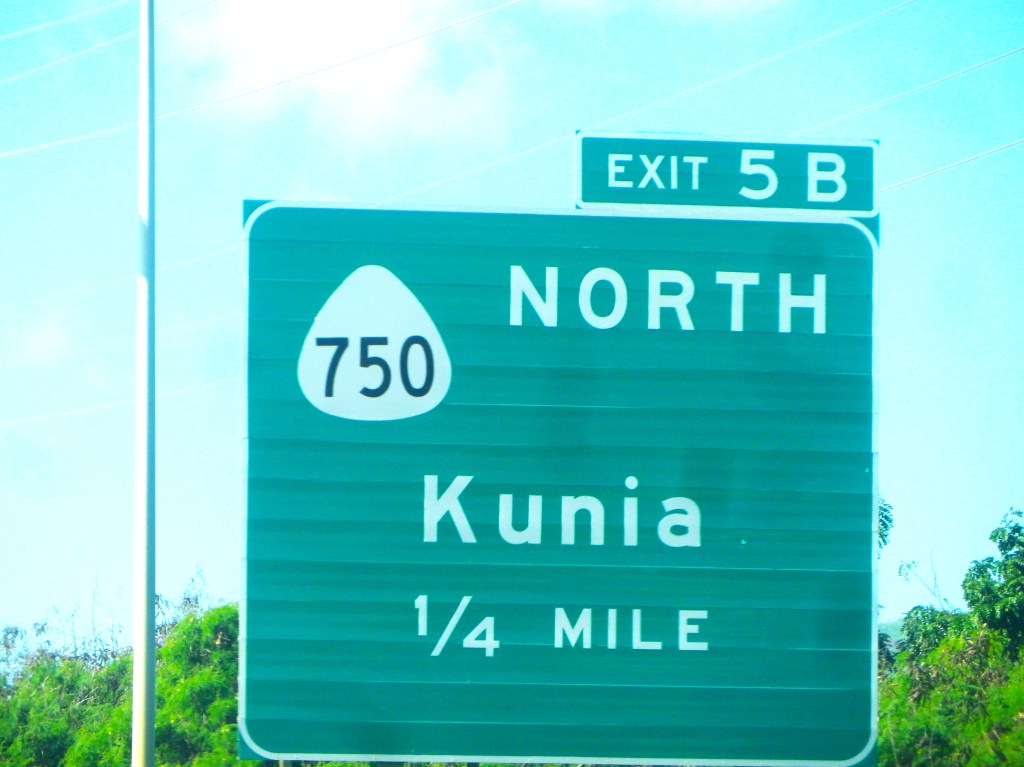 EXIT 5 B
NORTH
750
Kunia
1/4 MILE